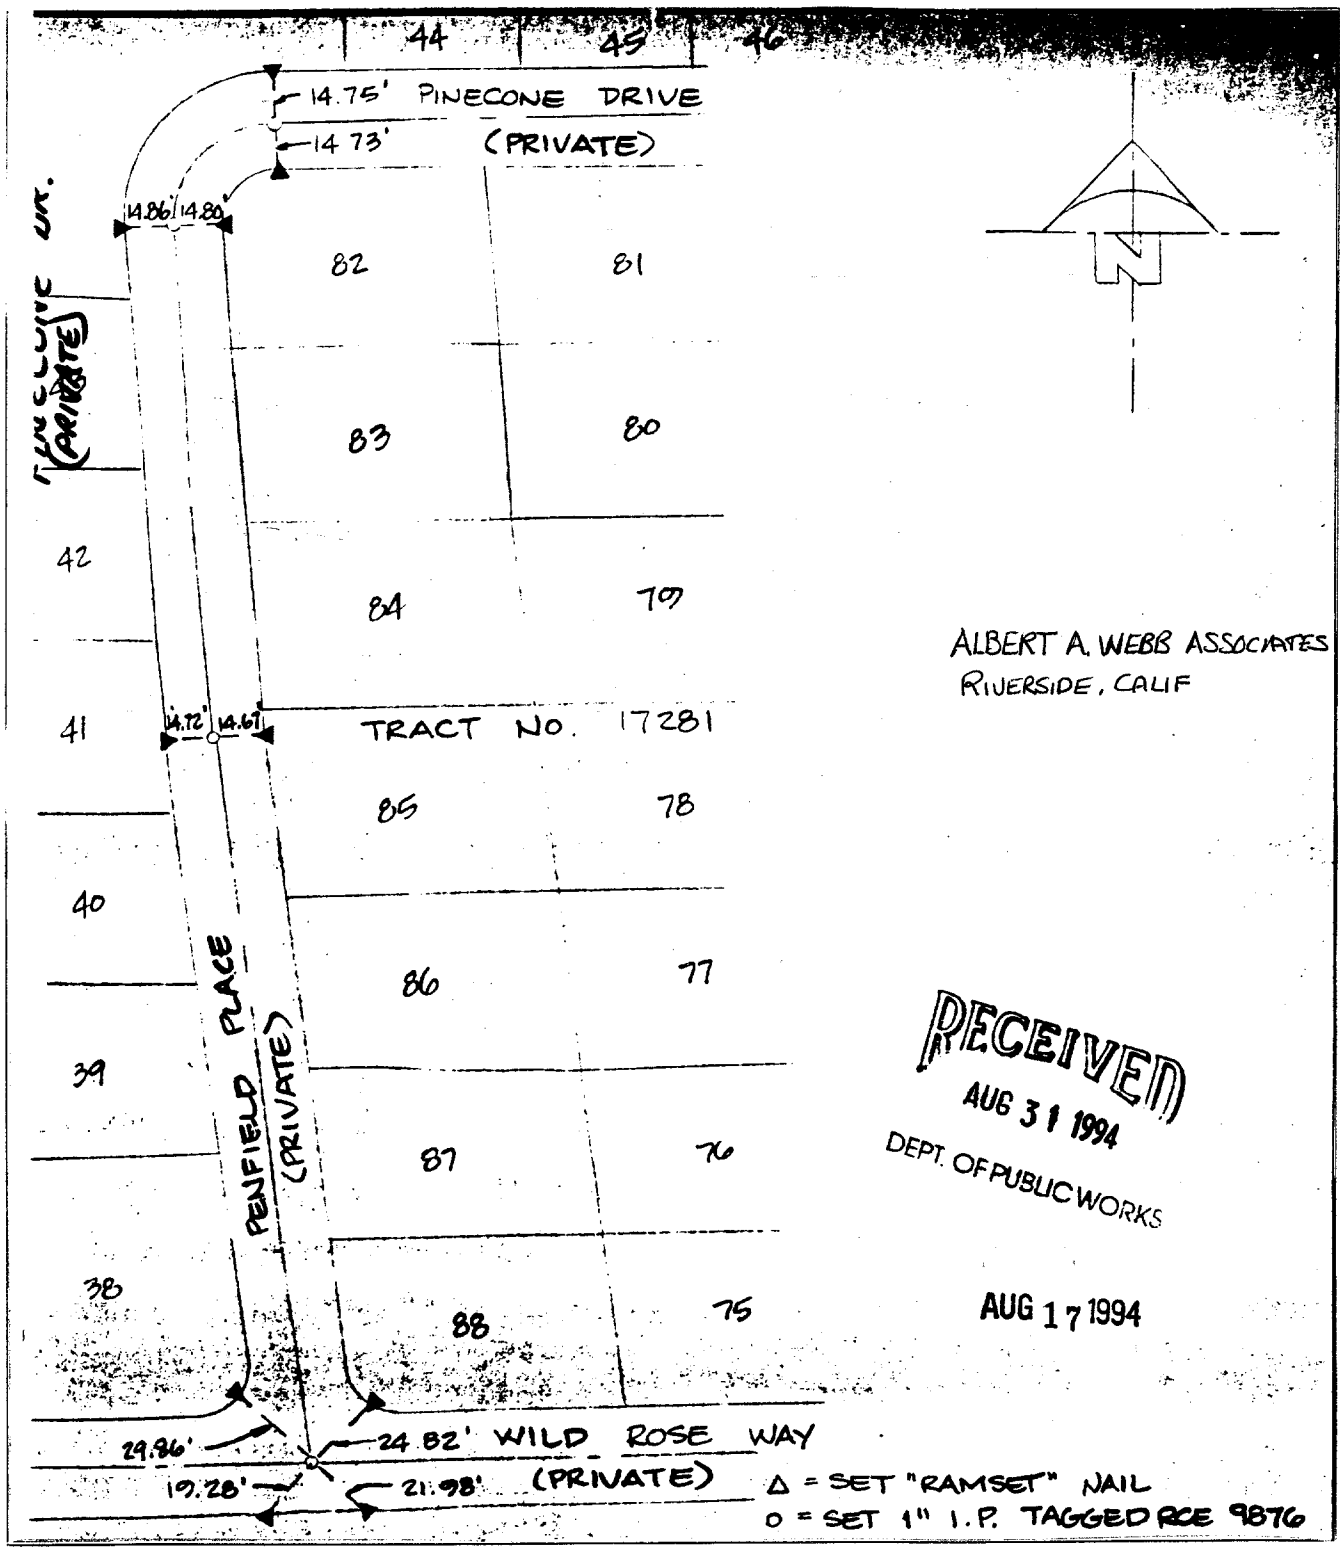 44 45 46
14.75' PINECONE DRIVE
14.73' (PRIVATE)
14.86' 14.80'
DR.
(PRIVATE)
82 81
83 80
42
84 79
ALBERT A. WEBB ASSOCIATES
RIVERSIDE, CALIF
41
14.72' 14.67'
TRACT NO. 17281
85 78
40
86 77
PENFIELD PLACE
(PRIVATE)
39
RECEIVED
AUG 31 1994
DEPT. OF PUBLIC WORKS
87 76
38
88 75
AUG 17 1994
29.86' 24.82' WILD ROSE WAY
19.28' 21.98' (PRIVATE)
Δ = SET "RAMSET" NAIL
O = SET 1" I.P. TAGGED RCE 9876
N